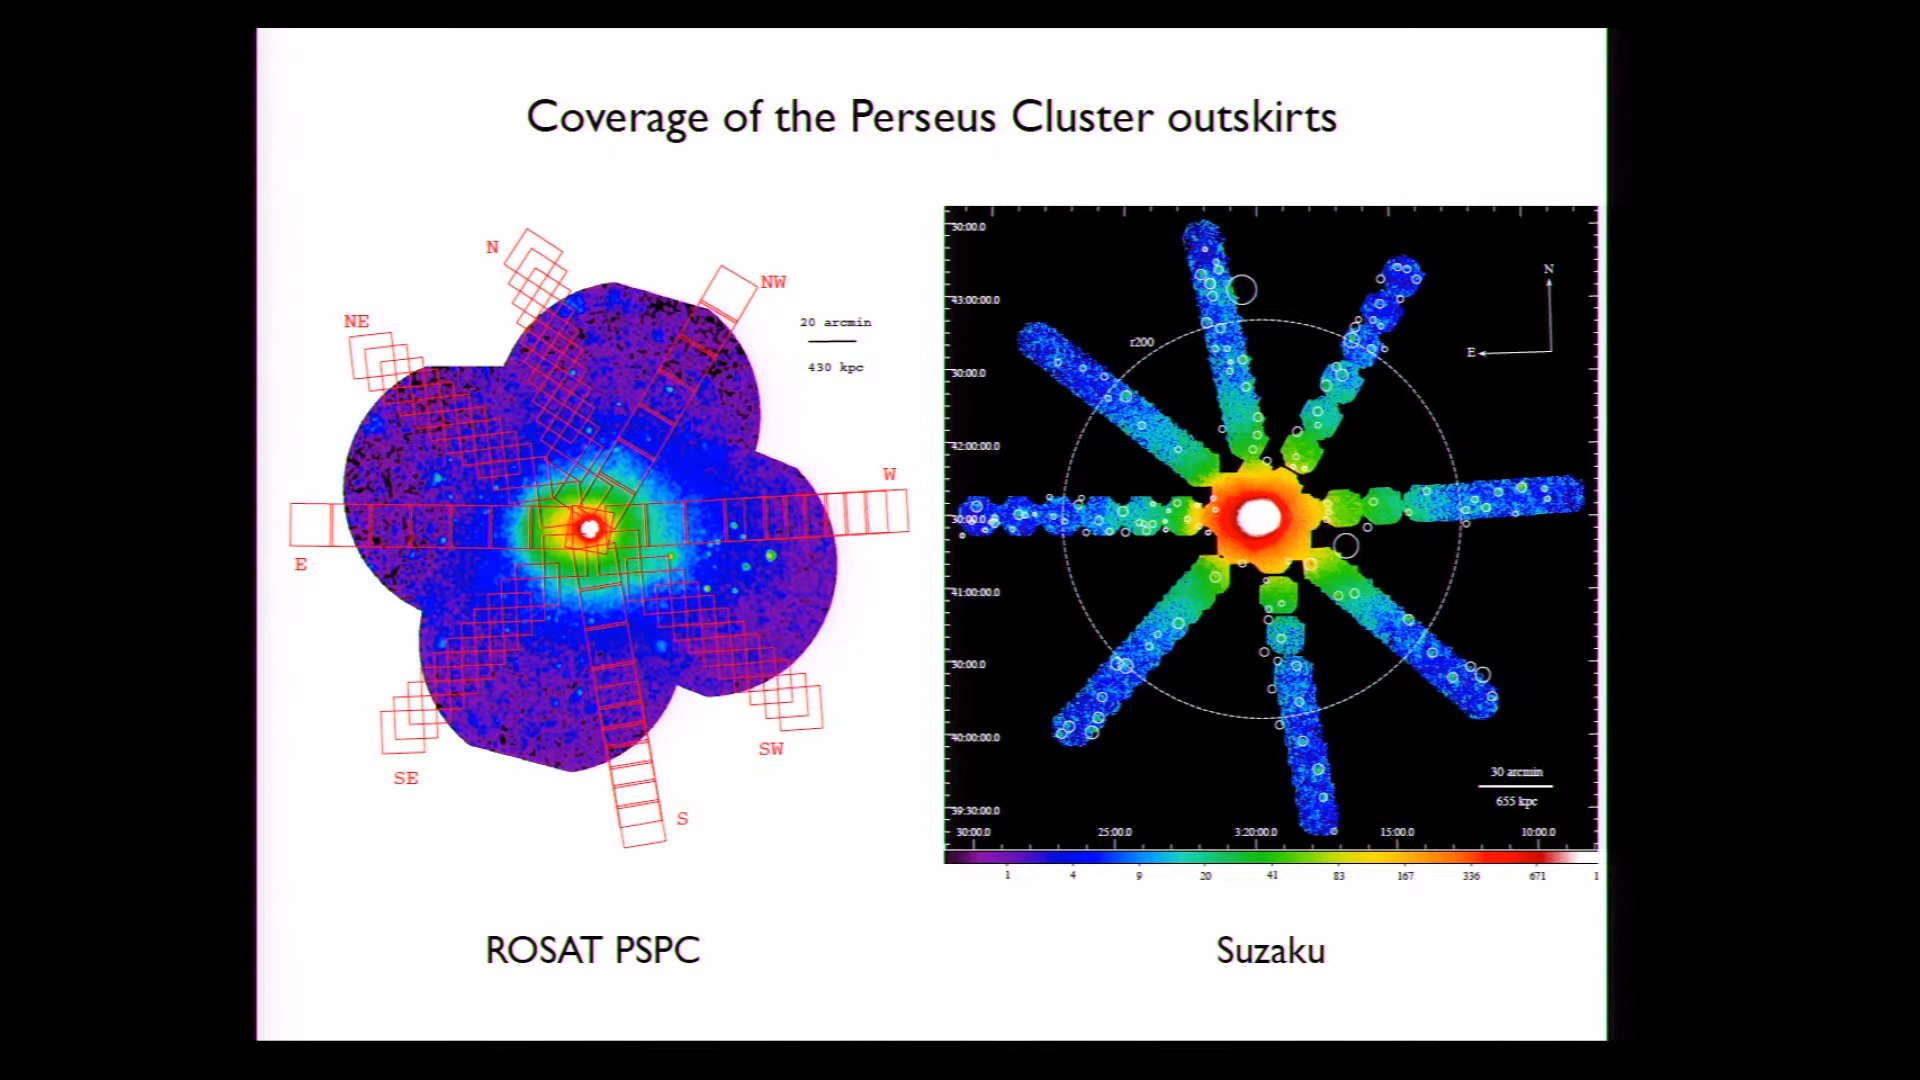 Coverage of the Perseus Cluster outskirts
N
NW
NE
20 arcmin
430 kpc
W
E
SE
SW
S
ROSAT PSPC
30:00.0
43:00:00.0
30:00.0
42:00:00.0
30:00.0
41:00:00.0
30:00.0
40:00:00.0
39:30:00.0
r200
N
E
30 arcmin
655 kpc
30:00.0 25:00.0 3:20:00.0 15:00.0 10:00.0
1 4 9 20 41 83 167 336 671 1
Suzaku